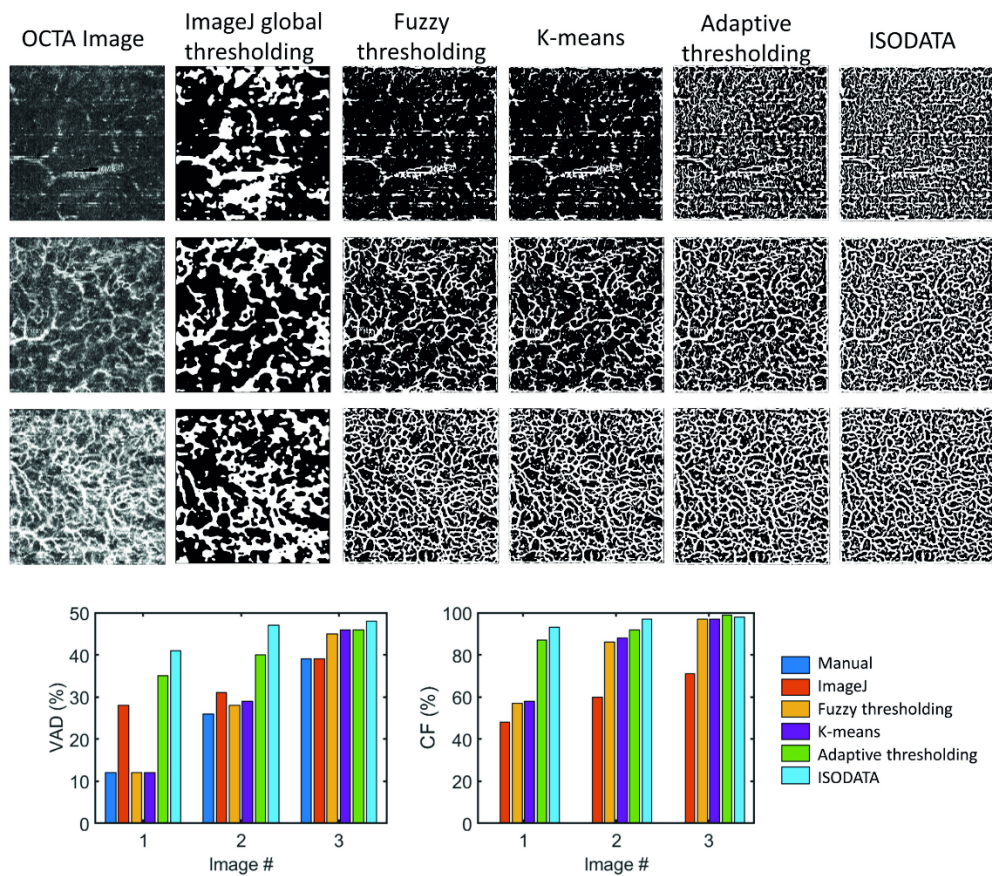 OCTA Image
ImageJ global
thresholding
Fuzzy
thresholding
K-means
Adaptive
thresholding
ISODATA
50
40
30
20
10
0
VAD (%)
1
2
3
Image #
100
80
60
40
20
0
CF (%)
1
2
3
Image #
Manual
ImageJ
Fuzzy thresholding
K-means
Adaptive thresholding
ISODATA